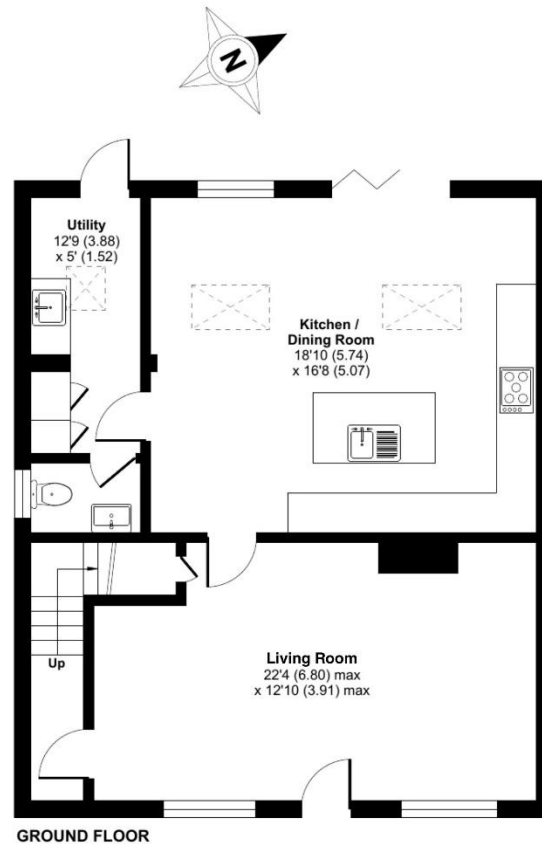 N
Utility
12'9 (3.88)
x 5' (1.52)
Kitchen /
Dining Room
18'10 (5.74)
x 16'8 (5.07)
Up
Living Room
22'4 (6.80) max
x 12'10 (3.91) max
GROUND FLOOR